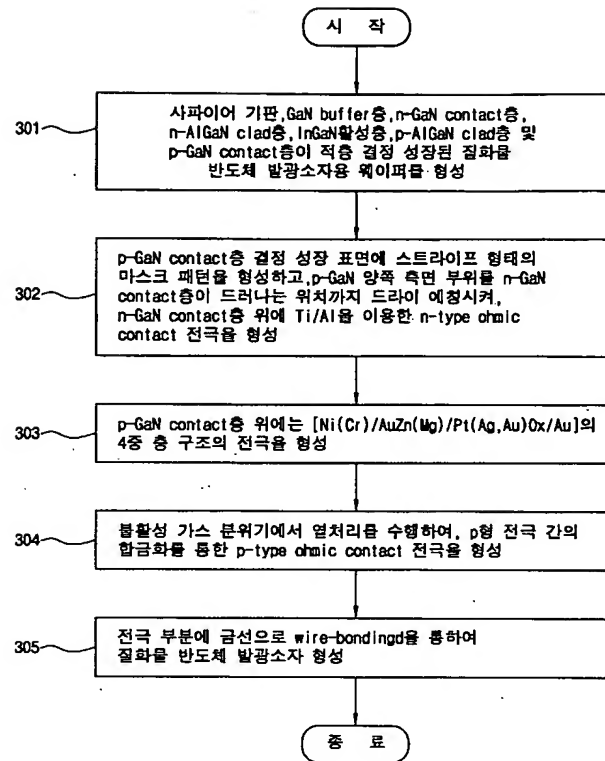 시 작
301
사파이어 기판,GaN buffer층,n-GaN contact층,
n-AlGaN clad층,InGaN활성층,p-AlGaN clad층 및
p-GaN contact층이 적층 결정 성장된 질화물
반도체 발광소자용 웨이퍼를 형성
302
p-GaN contact층 결정 성장 표면에 스트라이프 형태의
마스크 패턴을 형성하고,p-GaN 양쪽 측면 부위를 n-GaN
contact층이 드러나는 위치까지 드라이 에칭시켜,
n-GaN contact층 위에 Ti/Al을 이용한 n-type ohmic
contact 전극을 형성
303
p-GaN contact층 위에는 [Ni(Cr)/AuZn(Mg)/Pt(Ag,Au)Ox/Au]의
4중 층 구조의 전극을 형성
304
불활성 가스 분위기에서 열처리를 수행하여, p형 전극 간의
합금화를 통한 p-type ohmic contact 전극을 형성
305
전극 부분에 금선으로 wire-bondingd을 통하여
질화물 반도체 발광소자 형성
종 료